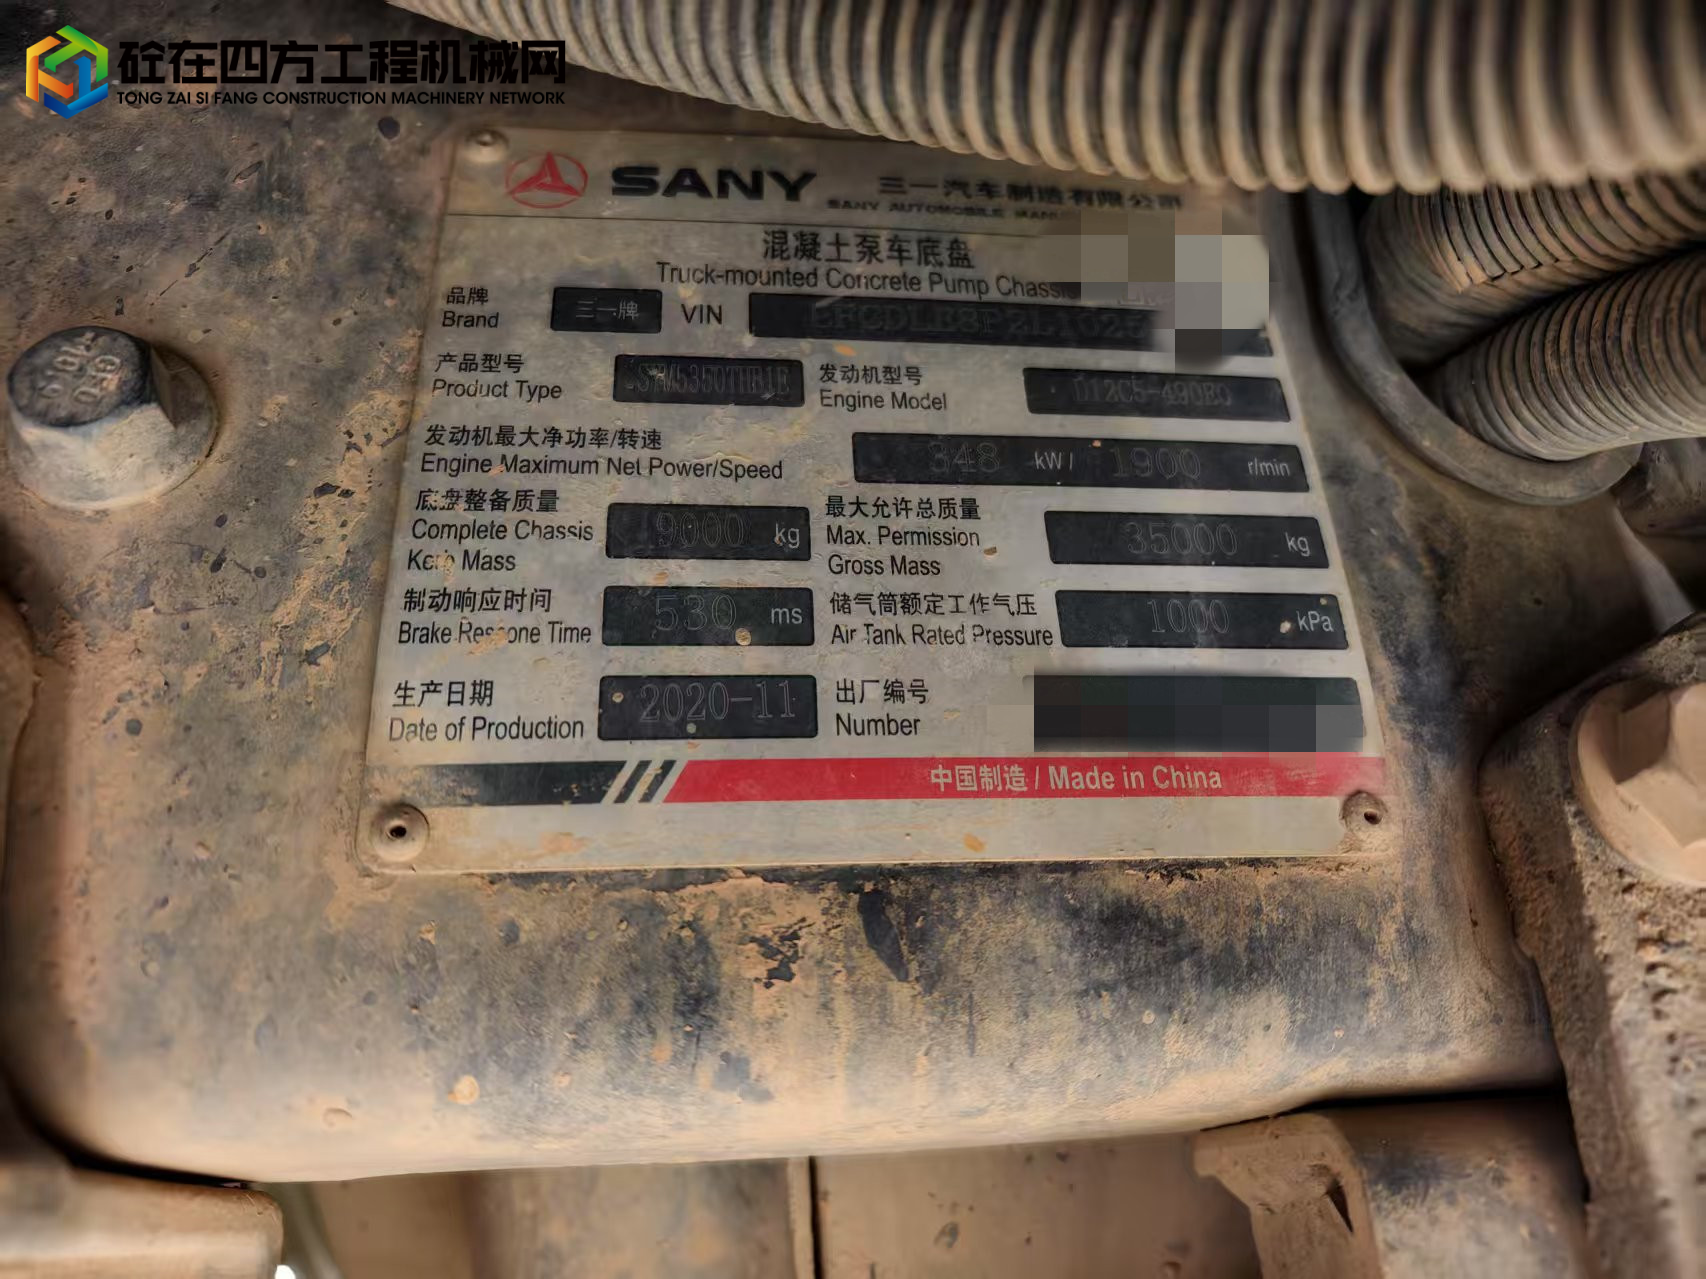 砼在四方工程机械网
TONG ZAI SI FANG CONSTRUCTION MACHINERY NETWORK
SANY 三一汽车制造有限公司
SANY AUTOMOBILE
混凝土泵车底盘
Truck-mounted Concrete Pump Chassis
品牌 Brand 三一牌 VIN
产品型号 Product Type
发动机型号 Engine Model D12C5-490E0
发动机最大净功率/转速
Engine Maximum Net Power/Speed 348 kW/ 1900 r/min
底盘整备质量 Complete Chassis Kerb Mass 9000 kg
最大允许总质量 Max. Permission Gross Mass 35000 kg
制动响应时间 Brake Respone Time 530 ms
储气筒额定工作气压 Air Tank Rated Pressure 1000 kPa
生产日期 Date of Production 2020-11
出厂编号 Number
中国制造 / Made in China